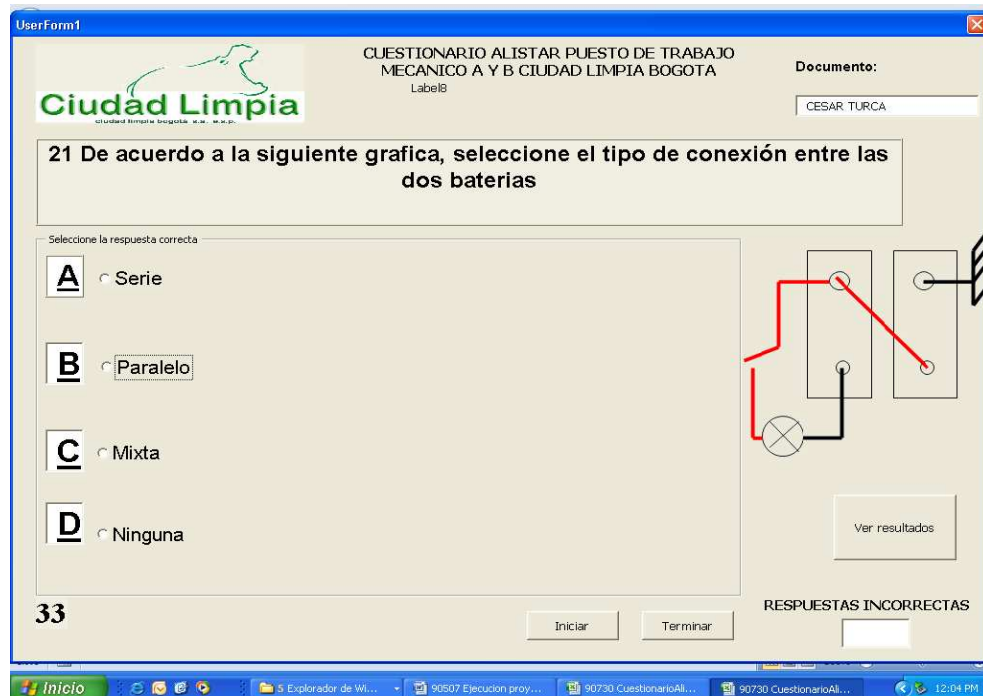 UserForm1
CUESTIONARIO ALISTAR PUESTO DE TRABAJO
MECANICO A Y B CIUDAD LIMPIA BOGOTA
Label8
Documento:
CESAR TURCA
Ciudad Limpia
ciudad limpia bogota s.a. e.s.p.
21 De acuerdo a la siguiente grafica, seleccione el tipo de conexión entre las
dos baterias
Seleccione la respuesta correcta
A Serie
B Paralelo
C Mixta
D Ninguna
Ver resultados
33
Iniciar
Terminar
RESPUESTAS INCORRECTAS
Inicio
5 Explorador de Wi...
90507 Ejecucion proy...
90730 CuestionarioAli...
90730 CuestionarioAli...
12:04 PM